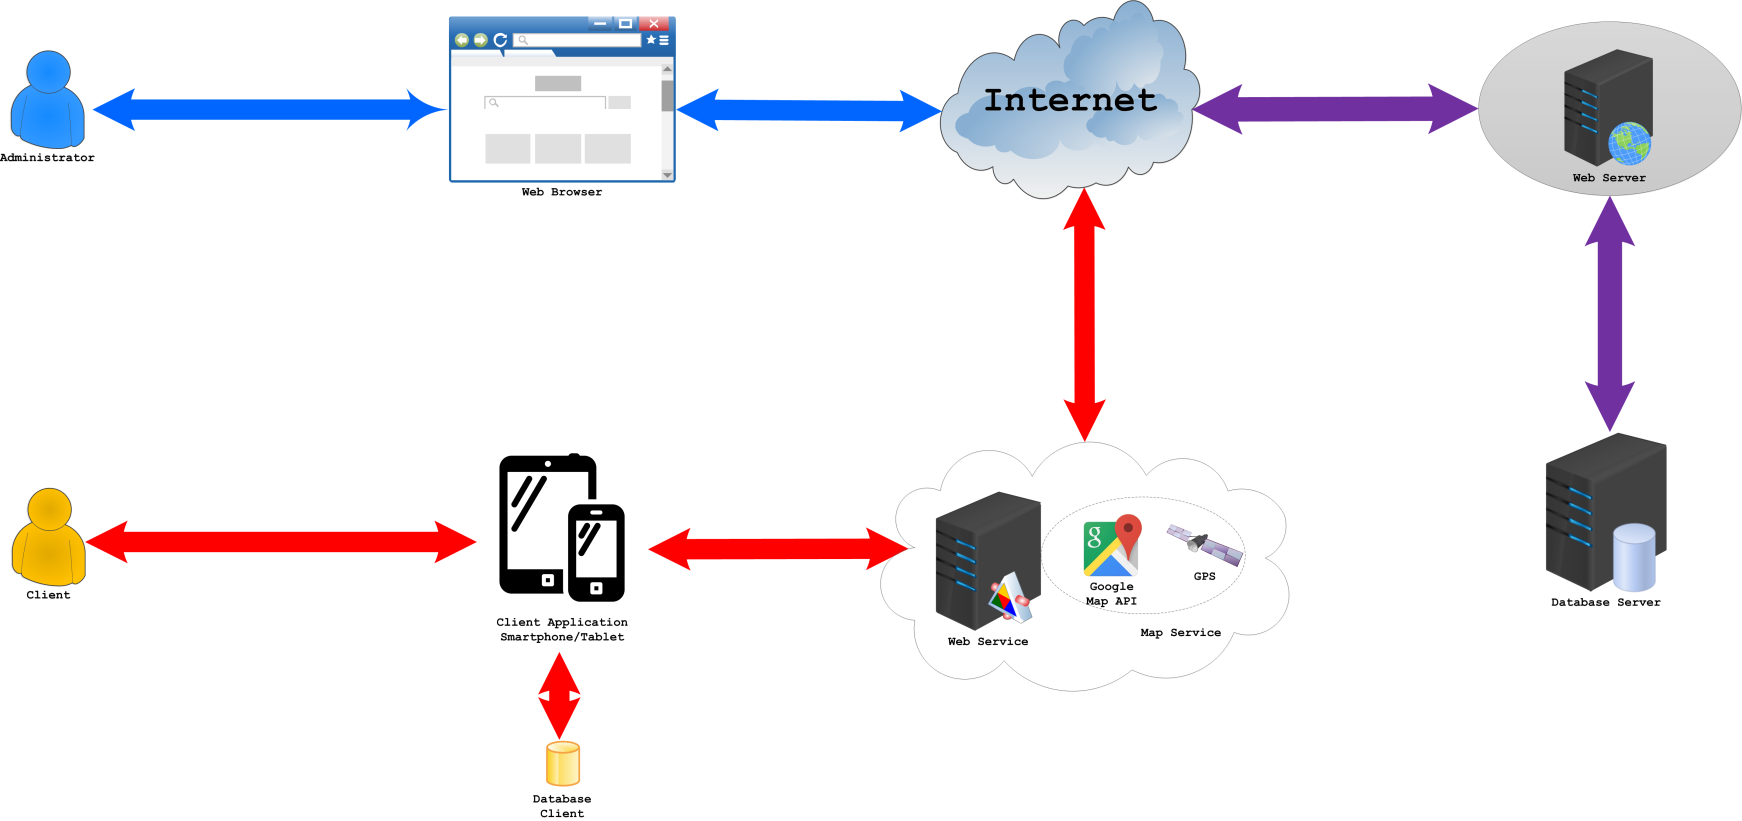 Internet
Administrator
Web Browser
Web Server
Client
Client Application
Smartphone/Tablet
g
Google
Map API
GPS
Map Service
Web Service
Database Server
Database
Client